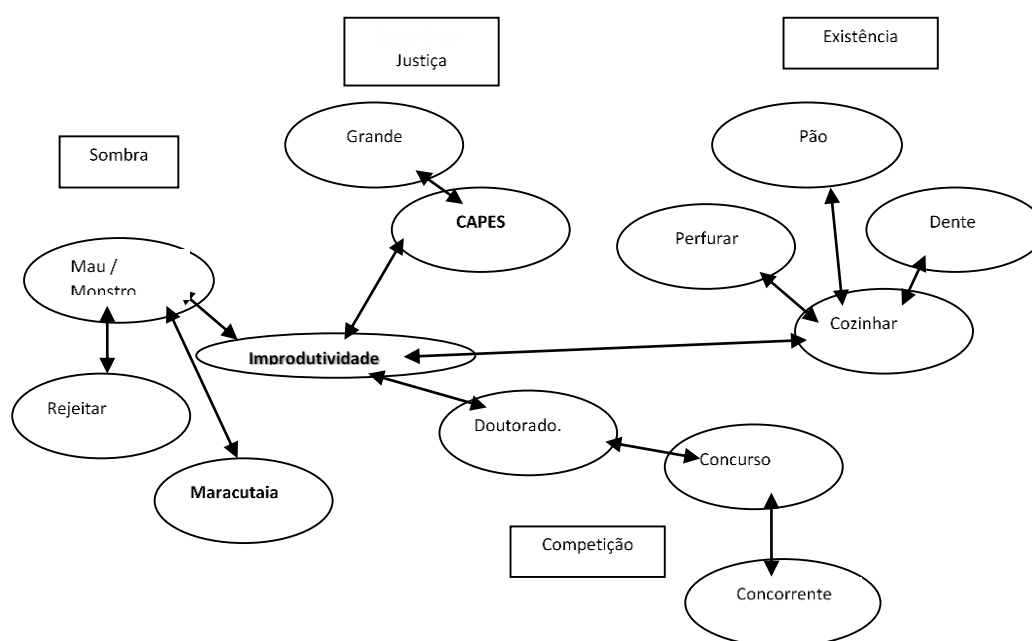 Existência
Justiça
Grande
Pão
Sombra
CAPES
Dente
Perfurar
Mau /
Monstro
Cozinhar
Improdutividade
Rejeitar
Doutorado.
Concurso
Maracutaia
Competição
Concorrente